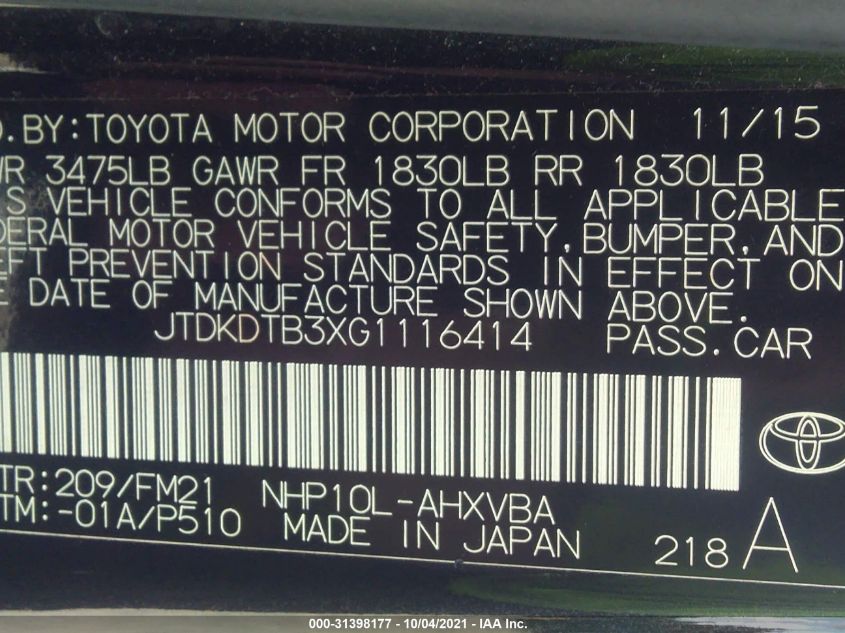 D.BY:TOYOTA MOTOR CORPORATION 11/15
WR 3475LB GAWR FR 1830LB RR 1830LB
S VEHICLE CONFORMS TO ALL APPLICABLE
DERAL MOTOR VEHICLE SAFETY, BUMPER, AND
EFT PREVENTION STANDARDS IN EFFECT ON
E DATE OF MANUFACTURE SHOWN ABOVE.
JTDKDTB3XG1116414 PASS.CAR
TR:209/FM21 NHP10L-AHXVBA
TM:-01A/P510 MADE IN JAPAN 218A
000-31398177 - 10/04/2021 - IAA Inc.